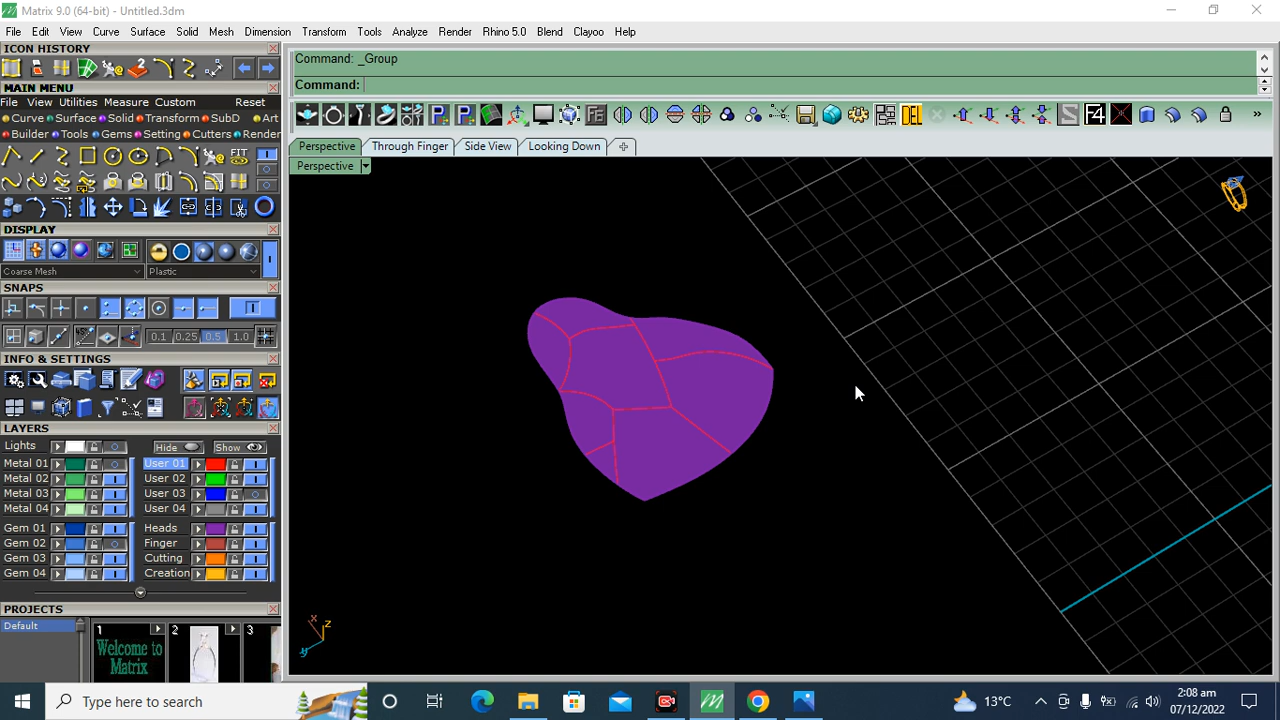 Matrix 9.0 (64-bit) - Untitled.3dm
File Edit View Curve Surface Solid Mesh Dimension Transform Tools Analyze Render Rhino 5.0 Blend Clayoo Help
ICON HISTORY
Command: _Group
Command:
MAIN MENU
File View Utilities Measure Custom Reset
Curve Surface Solid Transform SubD Art
Builder Tools Gems Setting Cutters Render
FIT
P P FE DEL S F4 »
Perspective Through Finger Side View Looking Down
Perspective
DISPLAY
Coarse Mesh Plastic
SNAPS
0.1 0.25 0.5 1.0
INFO & SETTINGS
LAYERS
Lights Hide Show
Metal 01 User 01
Metal 02 User 02
Metal 03 User 03
Metal 04 User 04
Gem 01 Heads
Gem 02 Finger
Gem 03 Cutting
Gem 04 Creation
PROJECTS
Default
1 2 3
Welcome to
Matrix
x z y
Type here to search
13°C
2:08 am
07/12/2022